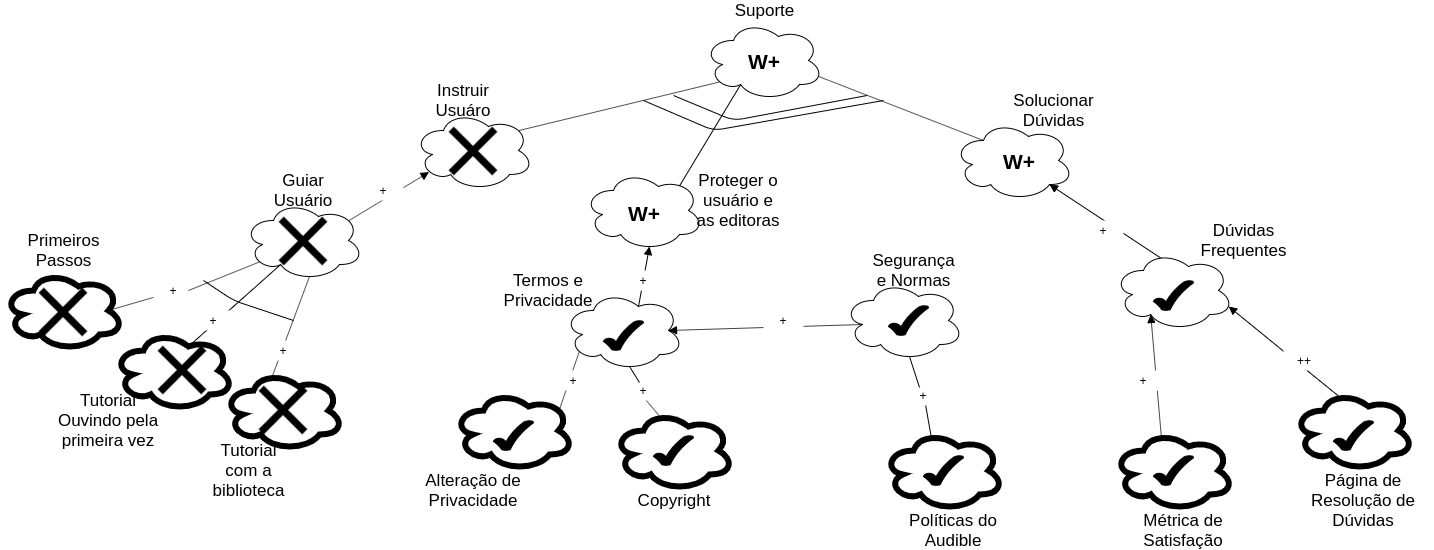 Suporte
W+
Instruir
Usuáro
Solucionar
Dúvidas
W+
Guiar
Usuário
+
Proteger o
usuário e
as editoras
W+
+
Dúvidas
Frequentes
Primeiros
Passos
+
+
+
Termos e
Privacidade
+
Segurança
e Normas
+
+
++
Tutorial
Ouvindo pela
primeira vez
Tutorial
com a
biblioteca
+
+
+
Alteração de
Privacidade
Copyright
Políticas do
Audible
Métrica de
Satisfação
Página de
Resolução de
Dúvidas